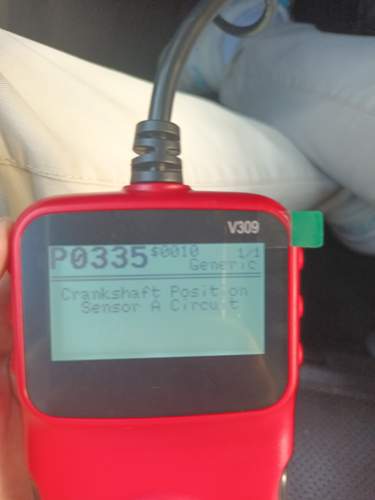 V309
P0335 $0010 1/1
Generic
Crankshaft Position
Sensor A Circuit